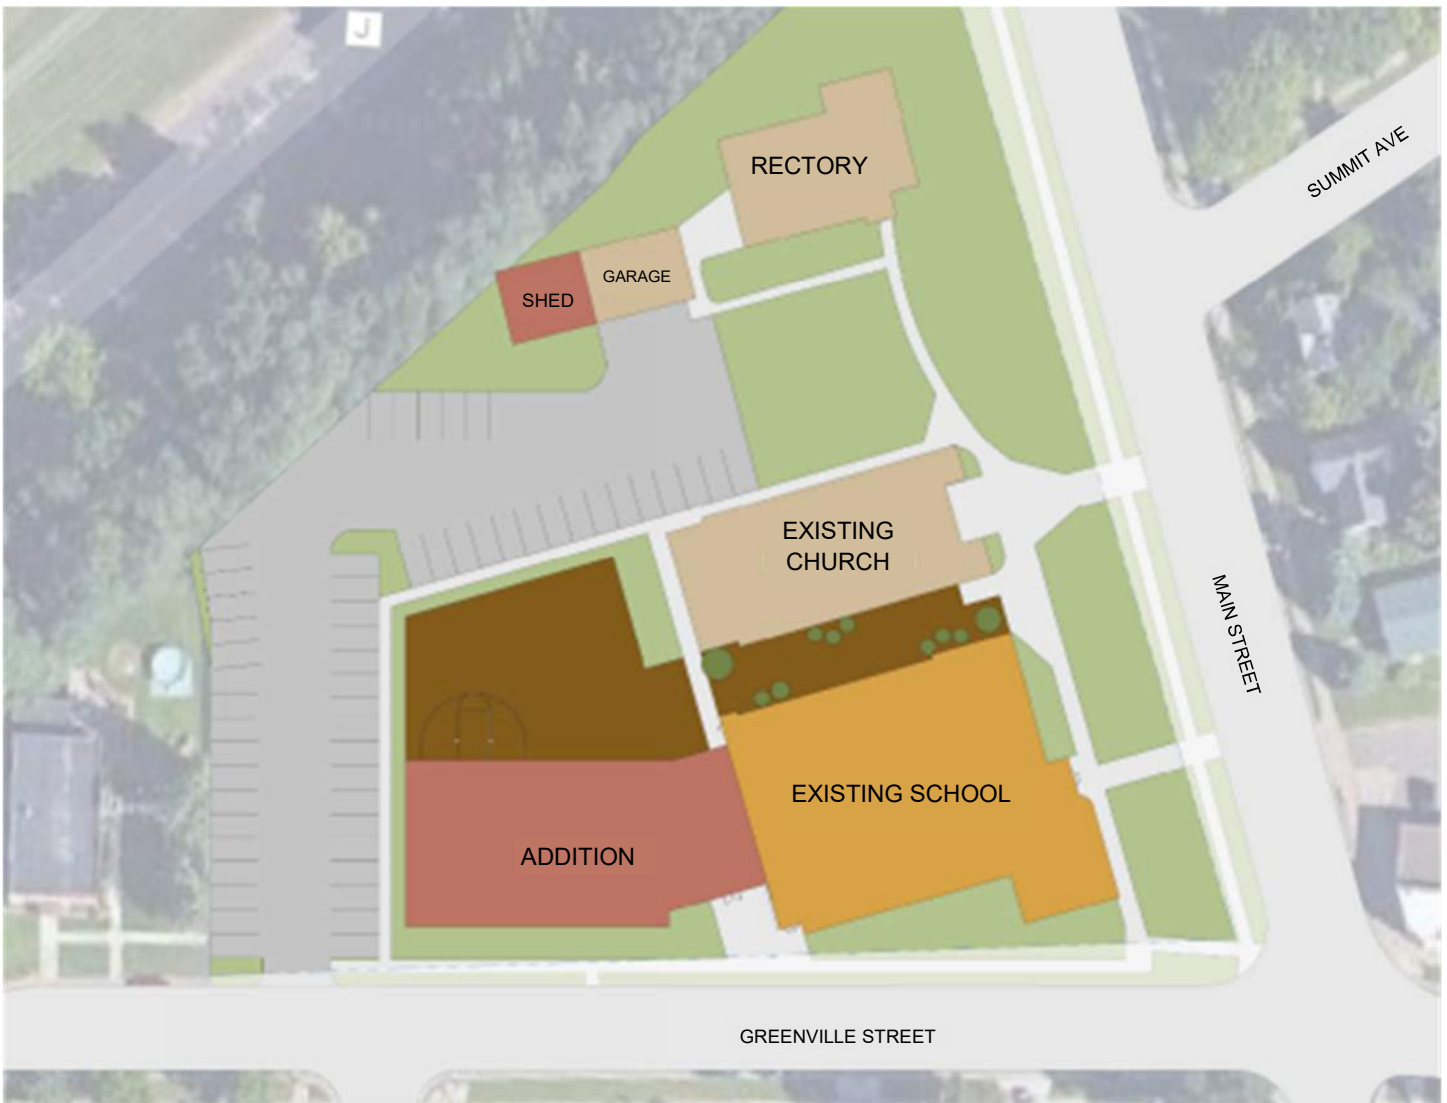 J
RECTORY
SUMMIT AVE
GARAGE
SHED
EXISTING
CHURCH
MAIN STREET
EXISTING SCHOOL
ADDITION
GREENVILLE STREET